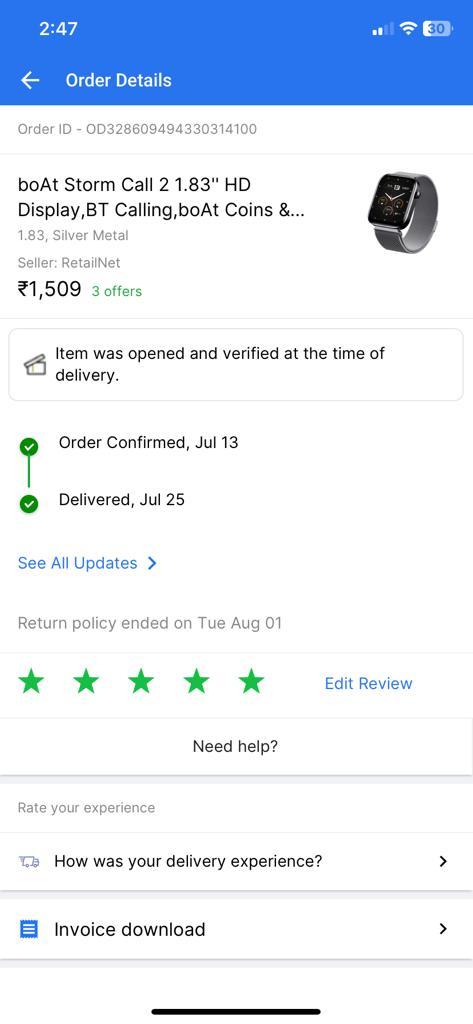 2:47
30
Order Details
Order ID - OD328609494330314100
boAt Storm Call 2 1.83'' HD
Display,BT Calling,boAt Coins &...
1.83, Silver Metal
Seller: RetailNet
₹1,509 3 offers
Item was opened and verified at the time of
delivery.
Order Confirmed, Jul 13
Delivered, Jul 25
See All Updates
Return policy ended on Tue Aug 01
Edit Review
Need help?
Rate your experience
How was your delivery experience?
Invoice download